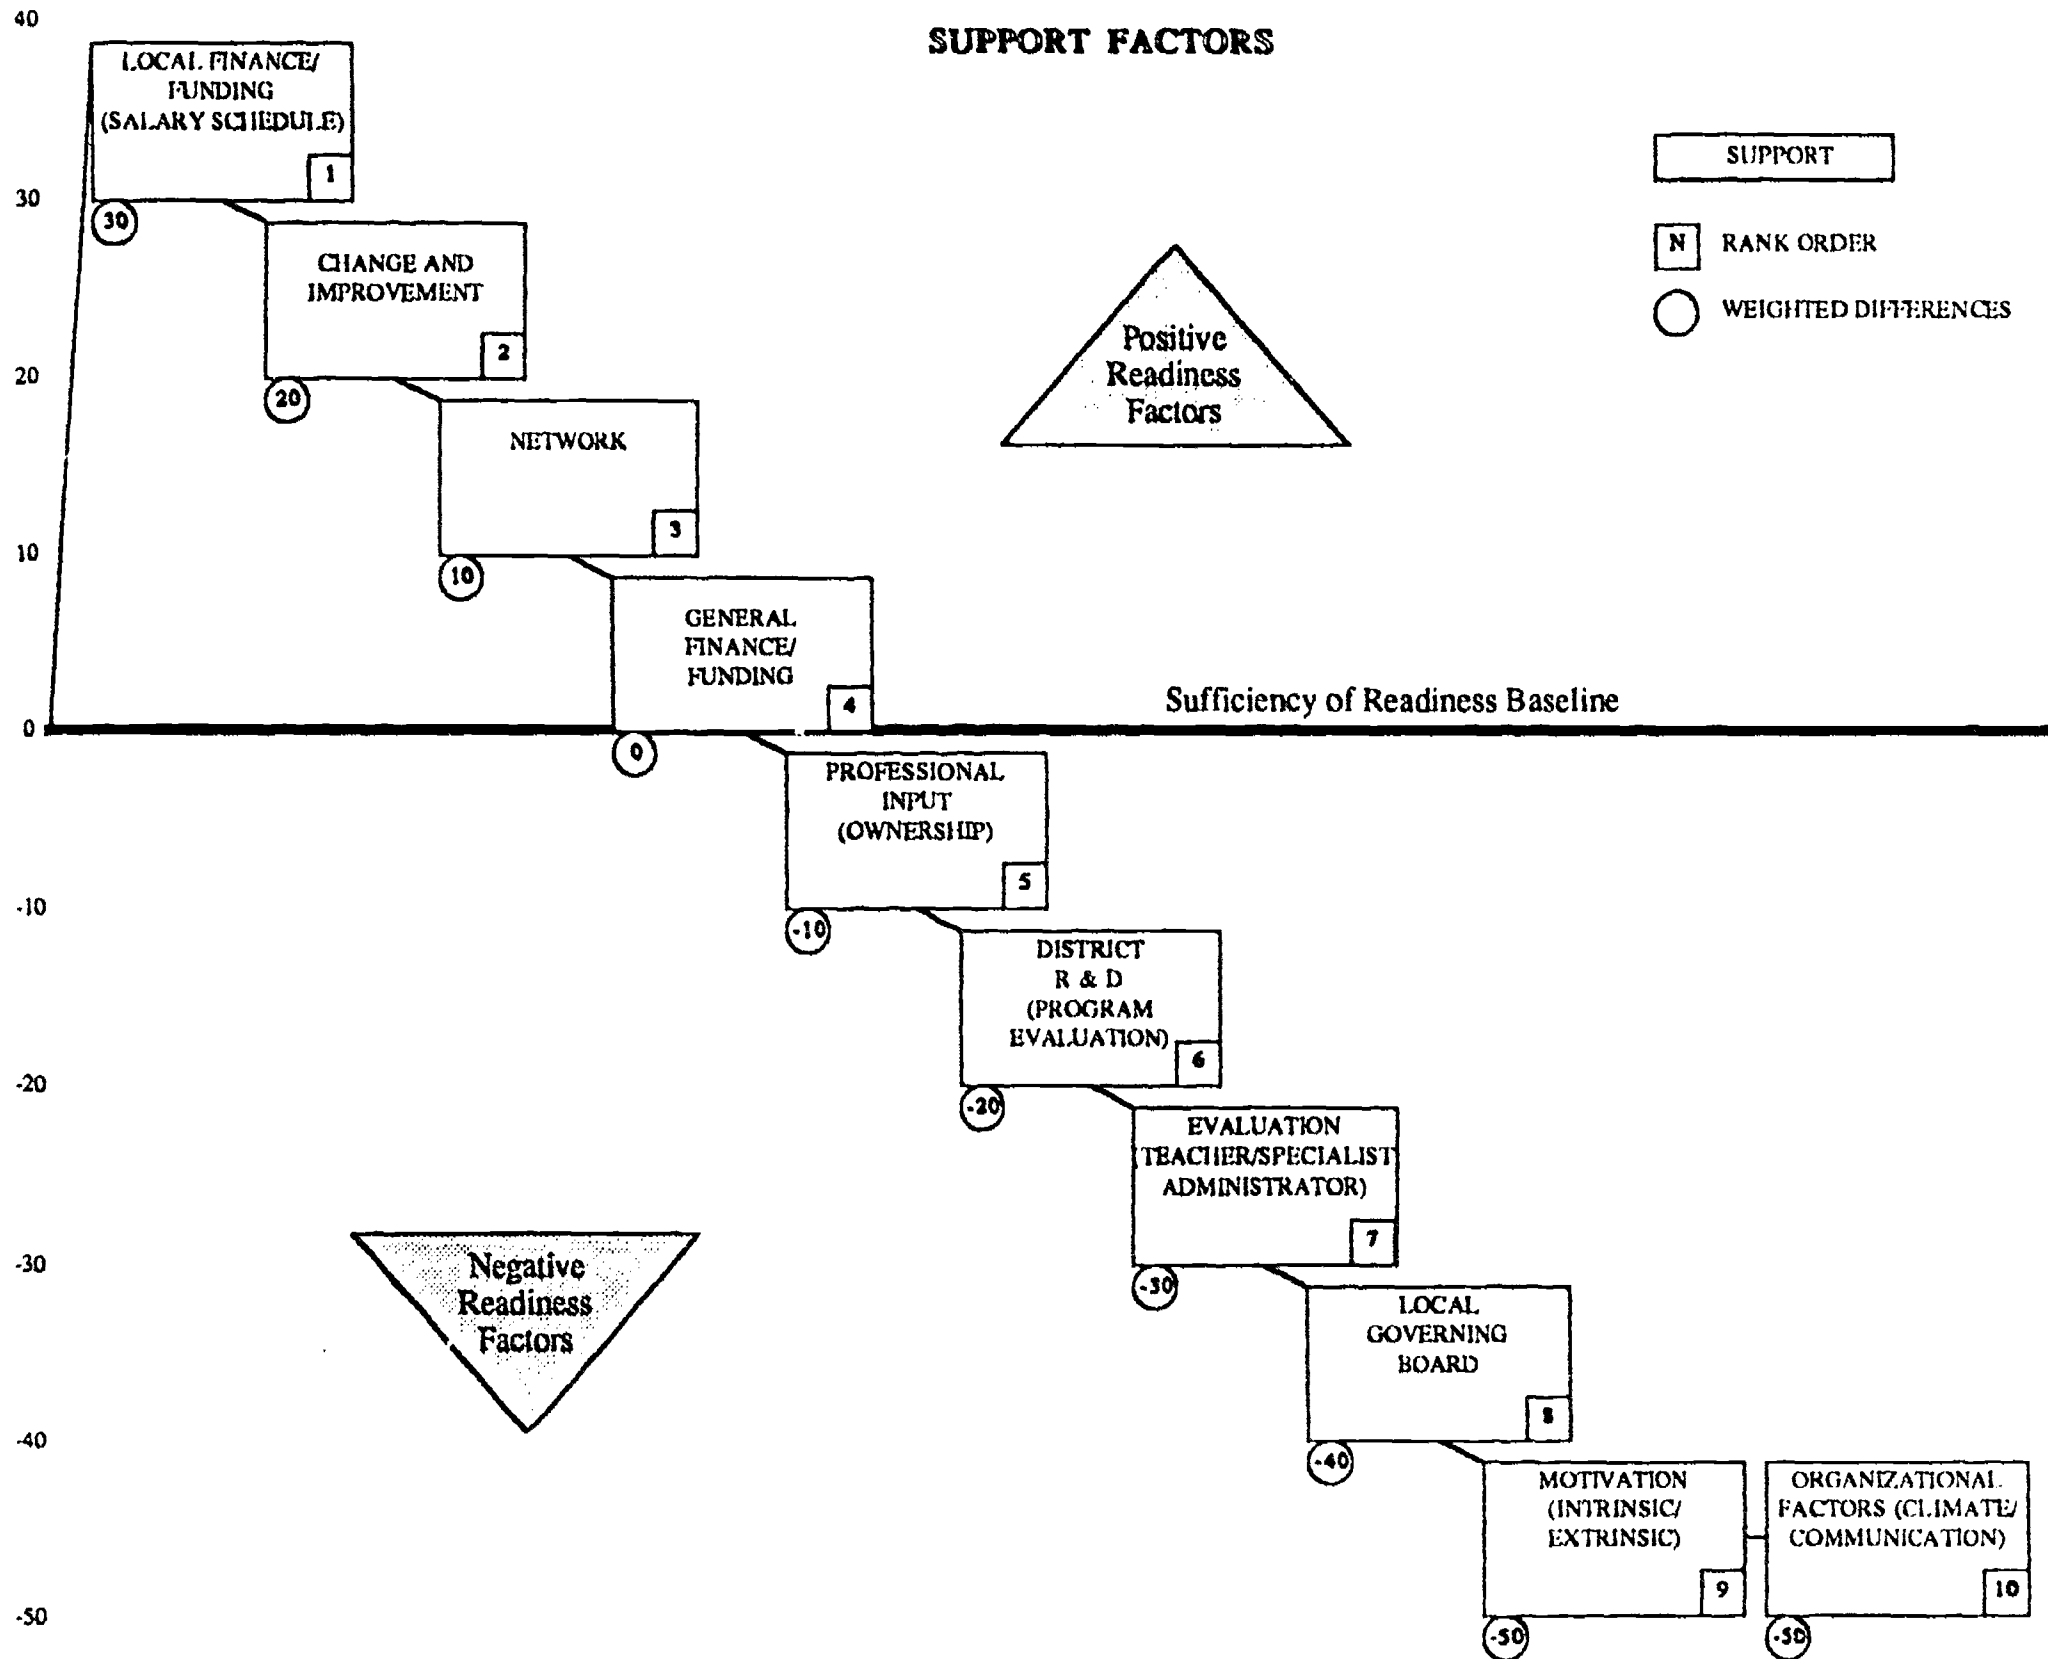 SUPPORT FACTORS
40
30
20
10
0
-10
-20
-30
-40
-50
LOCAL FINANCE/
FUNDING
(SALARY SCHEDULE)
1
30
CHANGE AND
IMPROVEMENT
2
20
NETWORK
3
10
GENERAL
FINANCE/
FUNDING
4
0
SUPPORT
N RANK ORDER
WEIGHTED DIFFERENCES
Positive
Readiness
Factors
Sufficiency of Readiness Baseline
PROFESSIONAL
INPUT
(OWNERSHIP)
5
-10
DISTRICT
R & D
(PROGRAM
EVALUATION)
6
-20
EVALUATION
(TEACHER/SPECIALIST
ADMINISTRATOR)
7
-30
Negative
Readiness
Factors
LOCAL
GOVERNING
BOARD
8
-40
MOTIVATION
(INTRINSIC/
EXTRINSIC)
9
-50
ORGANIZATIONAL
FACTORS (CLIMATE/
COMMUNICATION)
10
-50